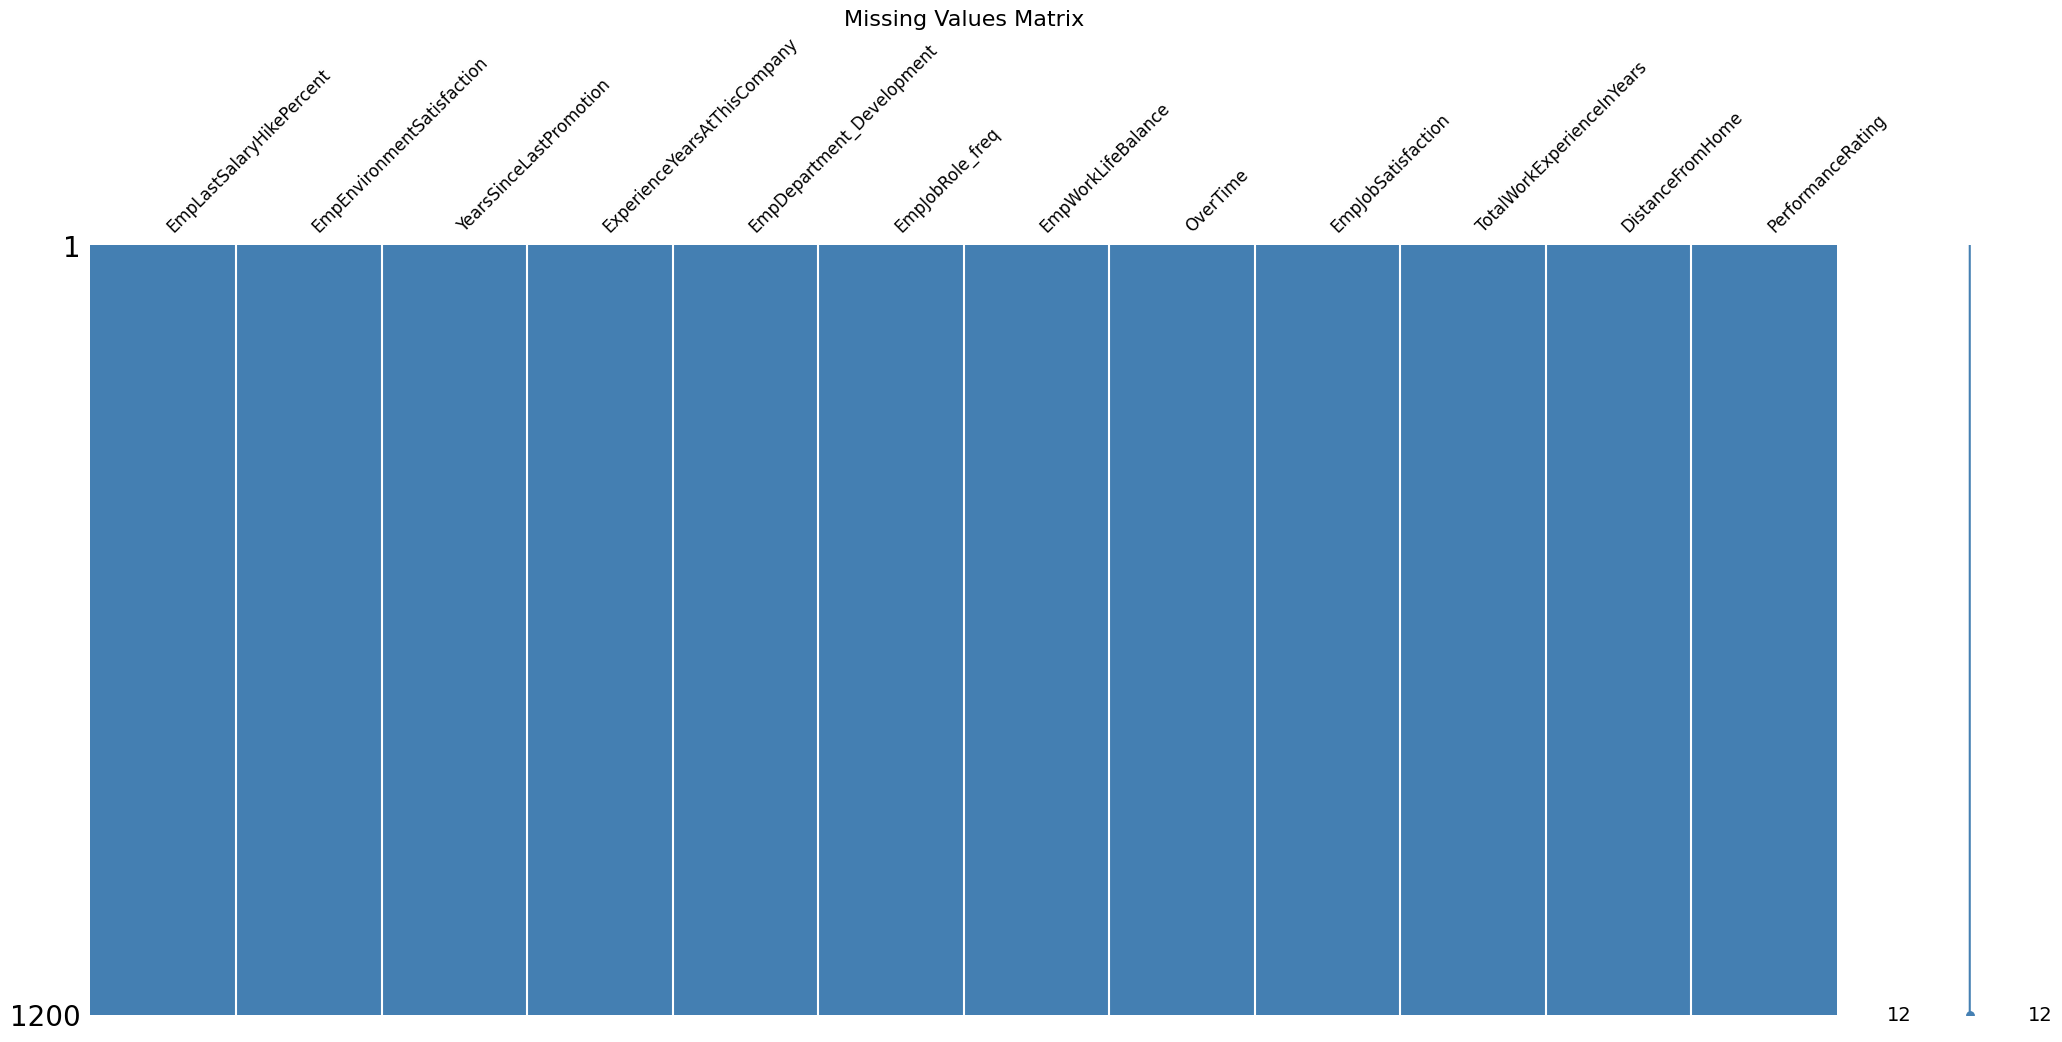 Missing Values Matrix
EmpLastSalaryHikePercent
EmpEnvironmentSatisfaction
YearsSinceLastPromotion
ExperienceYearsAtThisCompany
EmpDepartment_Development
EmpJobRole_freq
EmpWorkLifeBalance
OverTime
EmpJobSatisfaction
TotalWorkExperienceInYears
DistanceFromHome
PerformanceRating
1
1200
12
12